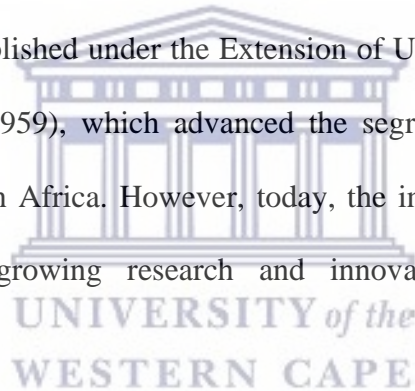 olished under the Extension of U
959), which advanced the segr
n Africa. However, today, the in
growing research and innova
UNIVERSITY of the
WESTERN CAPE